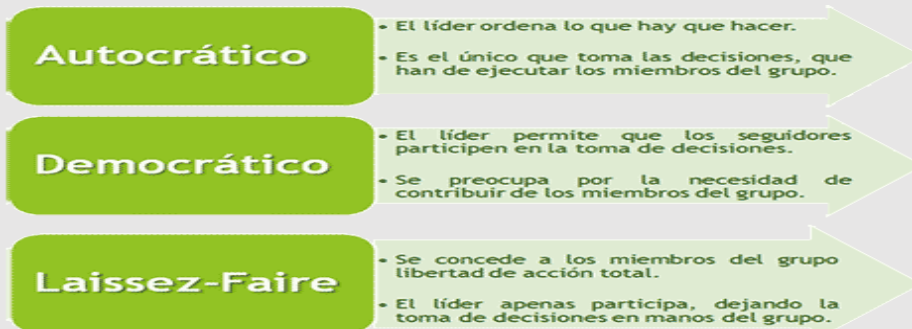 Autocrático
• El líder ordena lo que hay que hacer.
• Es el único que toma las decisiones, que
han de ejecutar los miembros del grupo.
Democrático
• El líder permite que los seguidores
participen en la toma de decisiones.
• Se preocupa por la necesidad de
contribuir de los miembros del grupo.
Laissez-Faire
• Se concede a los miembros del grupo
libertad de acción total.
• El líder apenas participa, dejando la
toma de decisiones en manos del grupo.